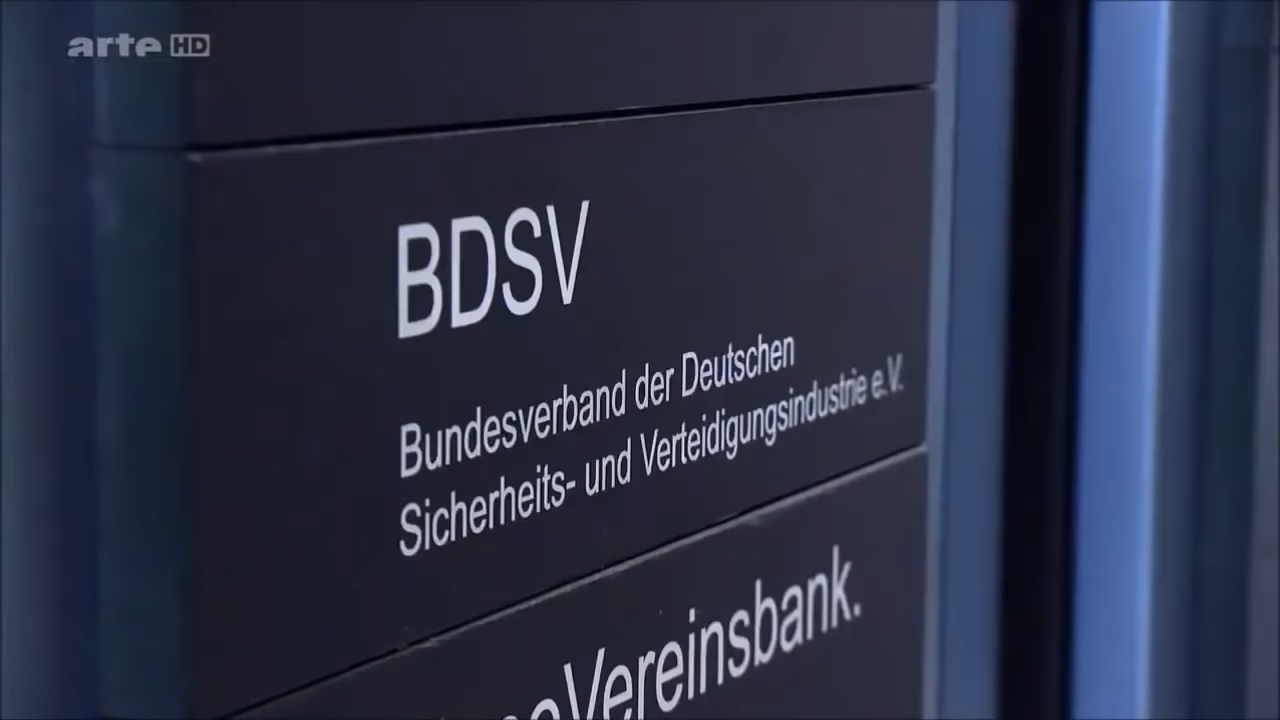 arte HD
BDSV
Bundesverband der Deutschen
Sicherheits- und Verteidigungsindustrie e.V.
Vereinsbank.